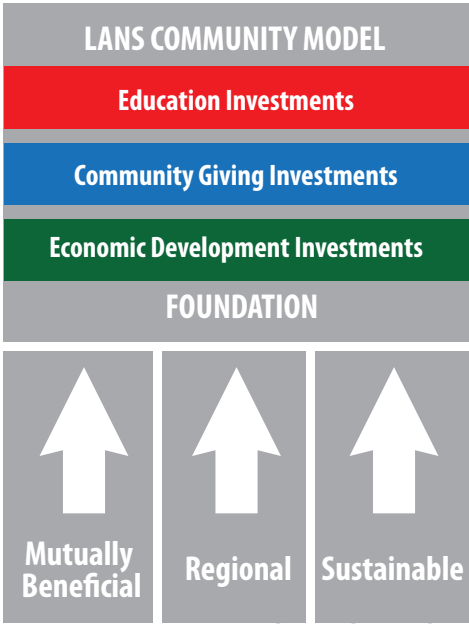 LANS COMMUNITY MODEL
Education Investments
Community Giving Investments
Economic Development Investments
FOUNDATION
Mutually
Beneficial
Regional
Sustainable